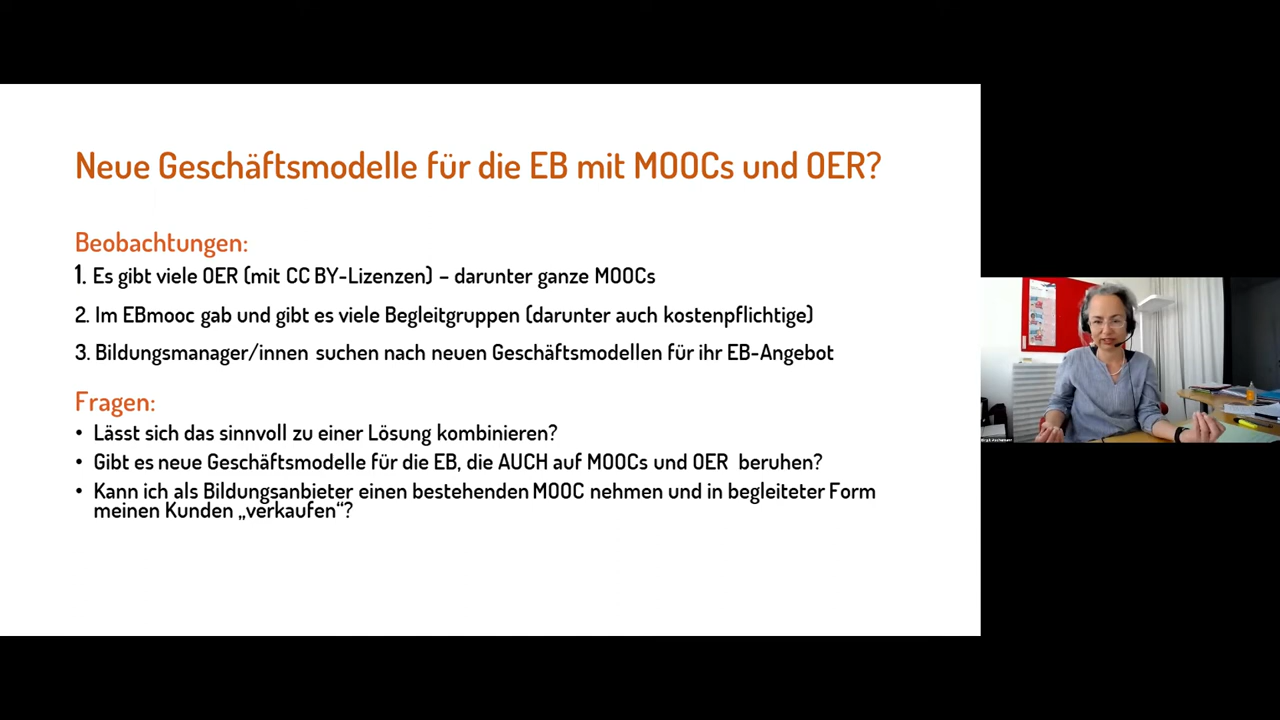 Neue Geschäftsmodelle für die EB mit MOOCs und OER?
Beobachtungen:
1. Es gibt viele OER (mit CC BY-Lizenzen) – darunter ganze MOOCs
2. Im EBmooc gab und gibt es viele Begleitgruppen (darunter auch kostenpflichtige)
3. Bildungsmanager/innen suchen nach neuen Geschäftsmodellen für ihr EB-Angebot
Fragen:
• Lässt sich das sinnvoll zu einer Lösung kombinieren?
• Gibt es neue Geschäftsmodelle für die EB, die AUCH auf MOOCs und OER beruhen?
• Kann ich als Bildungsanbieter einen bestehenden MOOC nehmen und in begleiteter Form
meinen Kunden „verkaufen“?